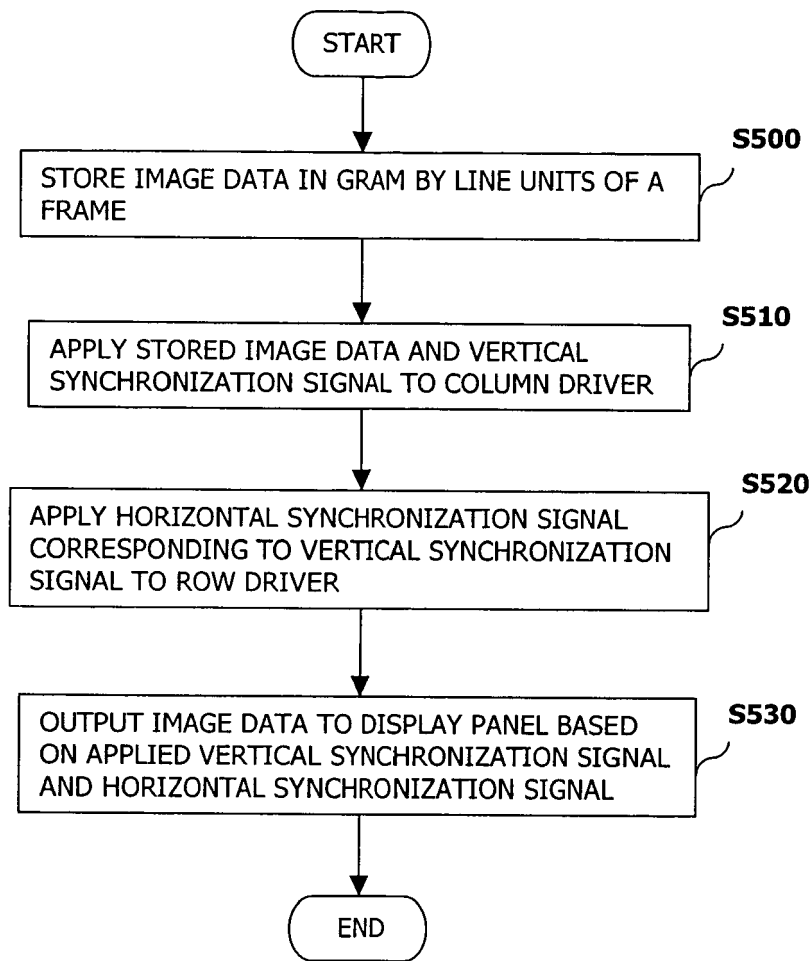 START
S500
STORE IMAGE DATA IN GRAM BY LINE UNITS OF A
FRAME
S510
APPLY STORED IMAGE DATA AND VERTICAL
SYNCHRONIZATION SIGNAL TO COLUMN DRIVER
S520
APPLY HORIZONTAL SYNCHRONIZATION SIGNAL
CORRESPONDING TO VERTICAL SYNCHRONIZATION
SIGNAL TO ROW DRIVER
S530
OUTPUT IMAGE DATA TO DISPLAY PANEL BASED
ON APPLIED VERTICAL SYNCHRONIZATION SIGNAL
AND HORIZONTAL SYNCHRONIZATION SIGNAL
END